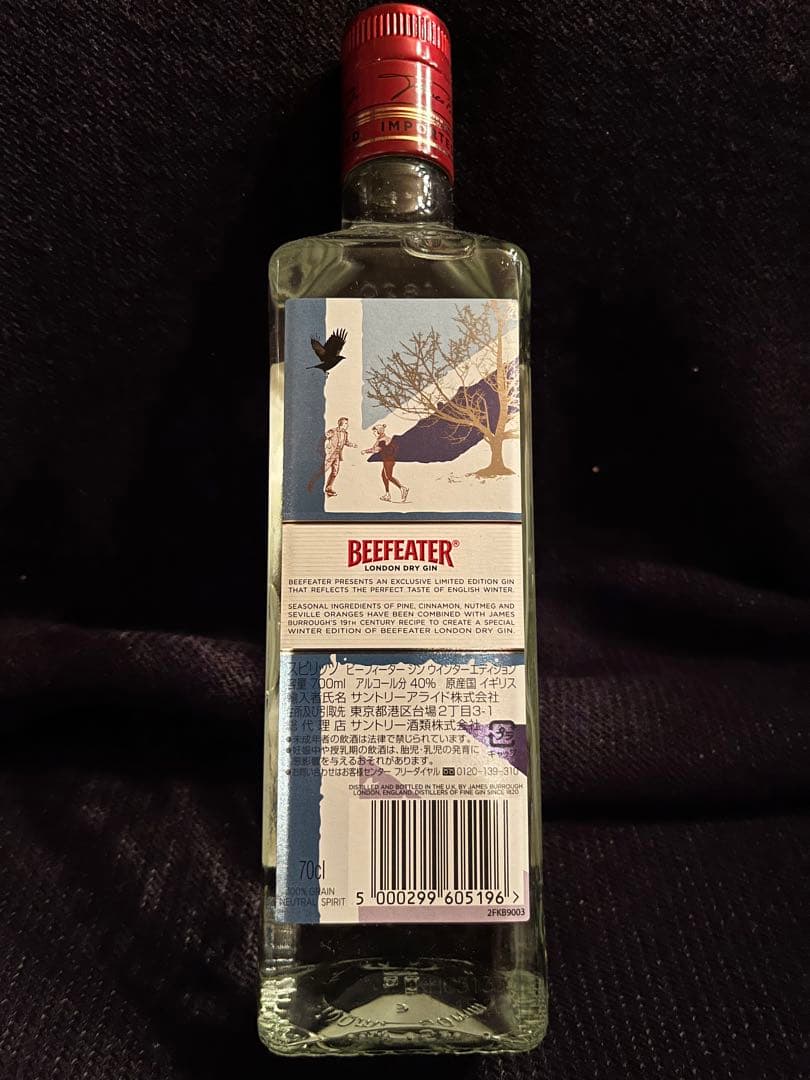 IMPORTED
BEEFEATER®
LONDON DRY GIN
BEEFEATER PRESENTS AN EXCLUSIVE LIMITED EDITION GIN
THAT REFLECTS THE PERFECT TASTE OF ENGLISH WINTER.
SEASONAL INGREDIENTS OF PINE, CINNAMON, NUTMEG AND
SEVILLE ORANGES HAVE BEEN COMBINED WITH JAMES
BURROUGH'S 19TH CENTURY RECIPE TO CREATE A SPECIAL
WINTER EDITION OF BEEFEATER LONDON DRY GIN.
スピリッツ ビーフィーター ジン ウインターエディション
容量 700ml アルコール分 40% 原産国 イギリス
輸入者氏名 サントリーアライド株式会社
住所及び引取先 東京都港区台場2丁目3-1
総代理店 サントリー酒類株式会社
●未成年者の飲酒は法律で禁じられています。
●妊娠中や授乳期の飲酒は、胎児・乳児の発育に
悪影響を与えるおそれがあります。
●お問い合わせはお客様センター フリーダイヤル 0120-139-310
プラ
キャップ
DISTILLED AND BOTTLED IN THE U.K. BY JAMES BURROUGH
LONDON, ENGLAND. DISTILLERS OF FINE GIN SINCE 1820
70cl
100% GRAIN
NEUTRAL SPIRIT
5 000299 605196 >
2FKB9003